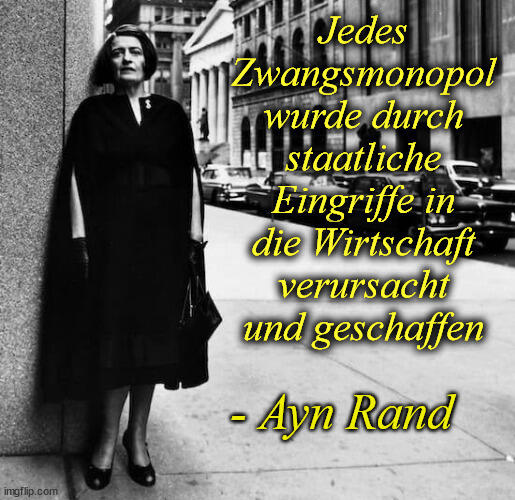 Jedes
Zwangsmonopol
wurde durch
staatliche
Eingriffe in
die Wirtschaft
verursacht
und geschaffen
- Ayn Rand
imgflip.com